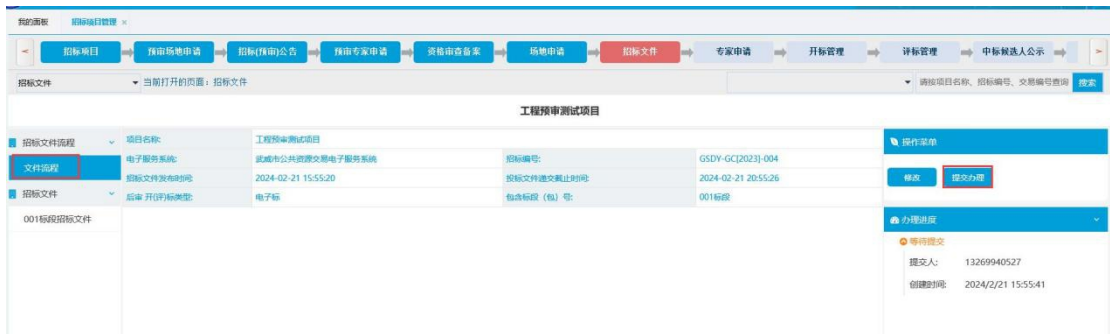 我的面板 招标项目管理 ×
招标项目 预审场地申请 招标(预审)公告 预审专家申请 资格审查备案 场地申请 招标文件 专家申请 开标管理 评标管理 中标候选人公示
招标文件 当前打开的页面：招标文件 请按项目名称、招标编号、交易编号查询 搜索
工程预审测试项目
招标文件流程
文件流程
招标文件
001标段招标文件
项目名称: 工程预审测试项目
电子服务系统: 武威市公共资源交易电子服务系统 招标编号: GSDY-GC[2023]-004
招标文件发布时间: 2024-02-21 15:55:20 投标文件递交截止时间: 2024-02-21 20:55:26
后审 开(评)标类型: 电子标 包含标段（包）号: 001标段
操作菜单
修改 提交办理
办理进度
等待提交
提交人: 13269940527
创建时间: 2024/2/21 15:55:41